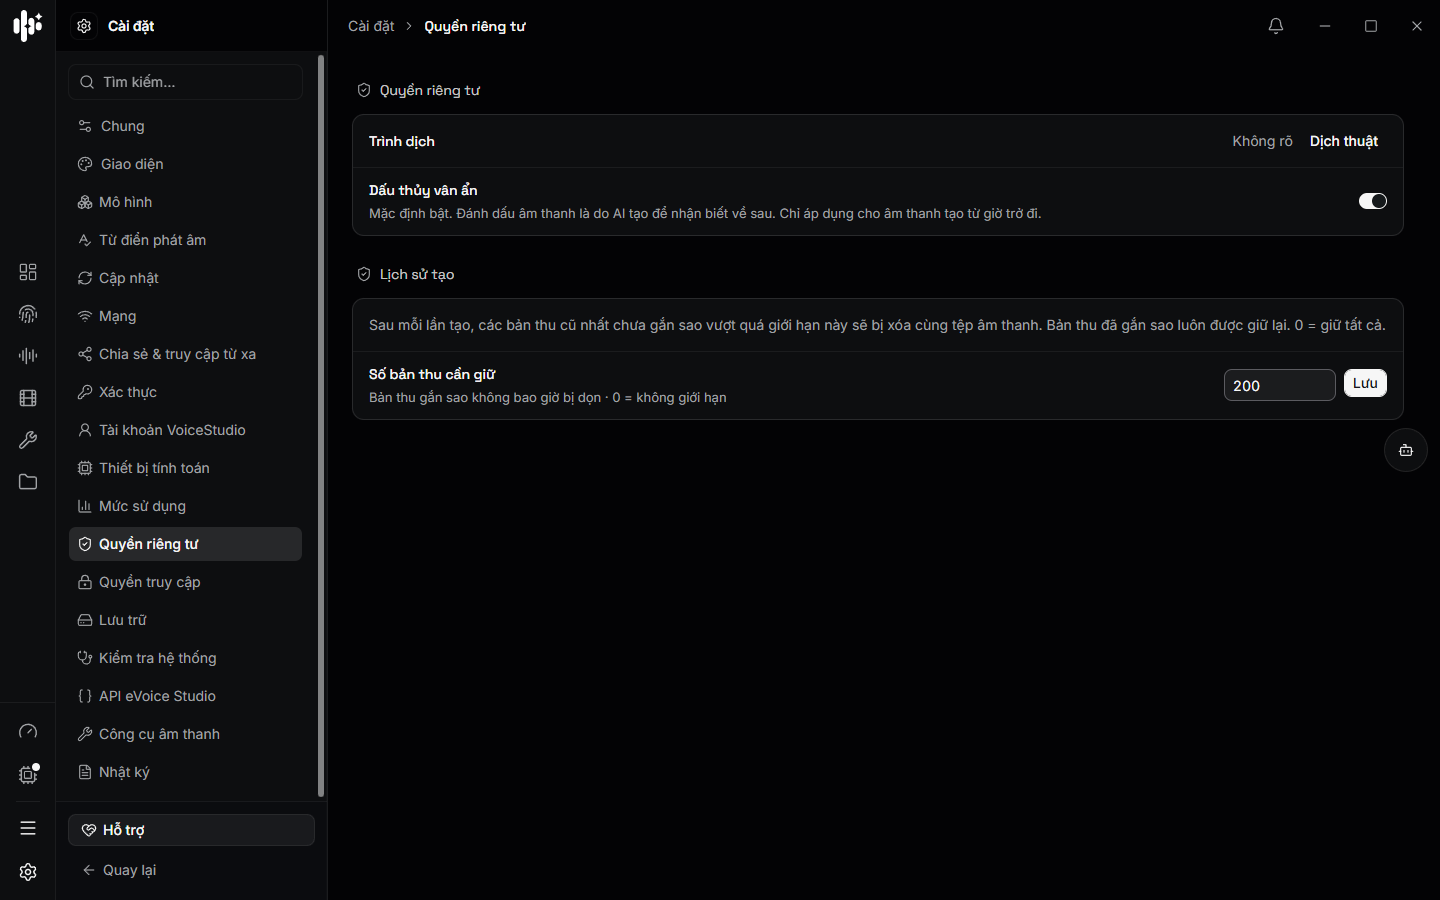 Cài đặt
Tìm kiếm...
Chung
Giao diện
Mô hình
Từ điển phát âm
Cập nhật
Mạng
Chia sẻ & truy cập từ xa
Xác thực
Tài khoản VoiceStudio
Thiết bị tính toán
Mức sử dụng
Quyền riêng tư
Quyền truy cập
Lưu trữ
Kiểm tra hệ thống
API eVoice Studio
Công cụ âm thanh
Nhật ký
Hỗ trợ
Quay lại
Cài đặt > Quyền riêng tư
Quyền riêng tư
Trình dịch
Không rõ Dịch thuật
Dấu thủy vân ẩn
Mặc định bật. Đánh dấu âm thanh là do AI tạo để nhận biết về sau. Chỉ áp dụng cho âm thanh tạo từ giờ trở đi.
Lịch sử tạo
Sau mỗi lần tạo, các bản thu cũ nhất chưa gắn sao vượt quá giới hạn này sẽ bị xóa cùng tệp âm thanh. Bản thu đã gắn sao luôn được giữ lại. 0 = giữ tất cả.
Số bản thu cần giữ
Bản thu gắn sao không bao giờ bị dọn · 0 = không giới hạn
200
Lưu